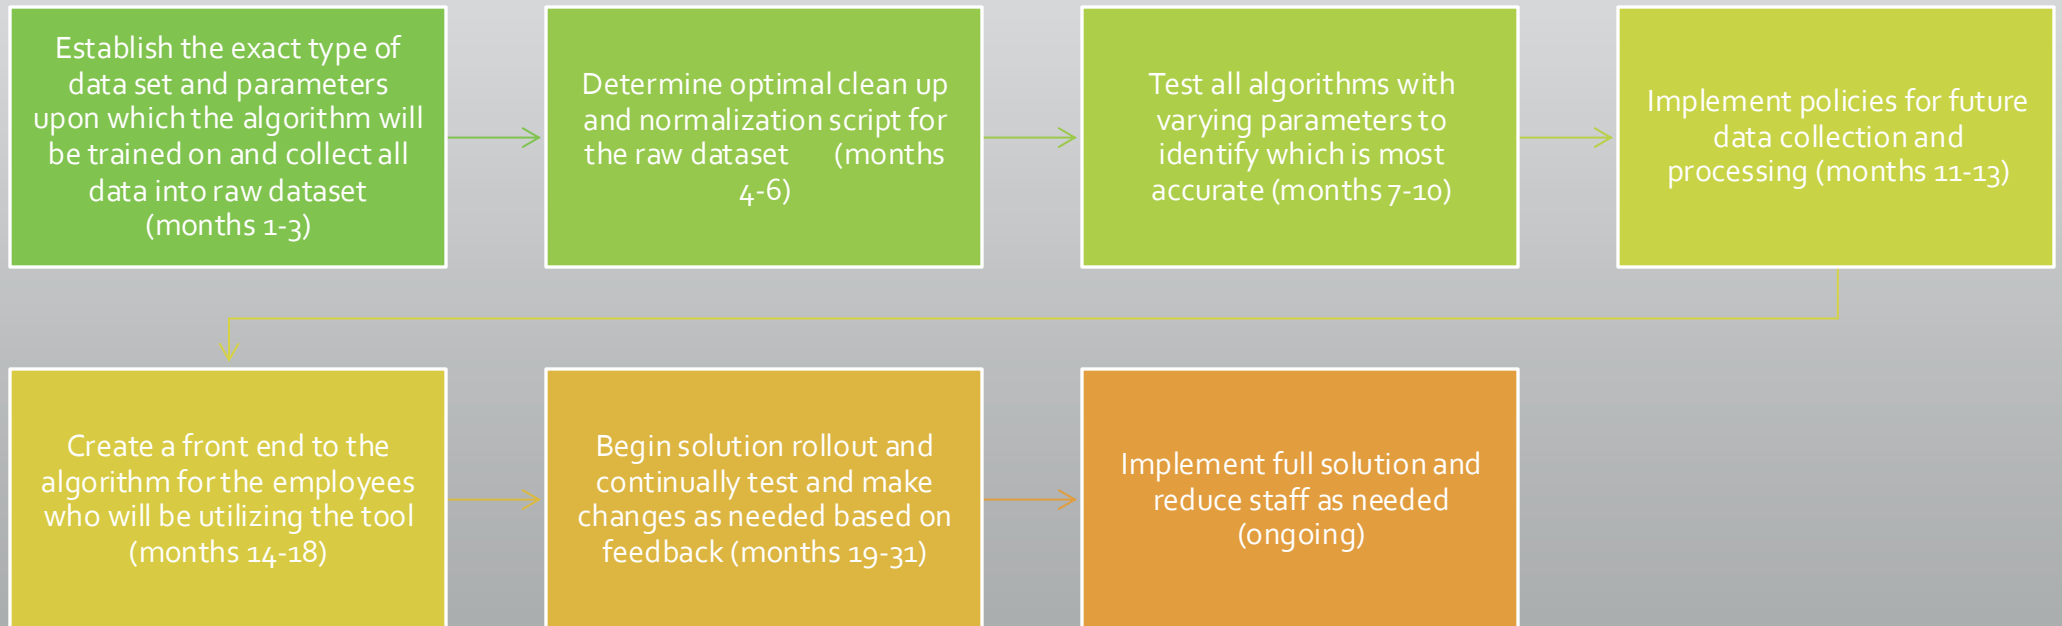 Establish the exact type of
data set and parameters
upon which the algorithm will
be trained on and collect all
data into raw dataset
(months 1-3)
Determine optimal clean up
and normalization script for
the raw dataset (months
4-6)
Test all algorithms with
varying parameters to
identify which is most
accurate (months 7-10)
Implement policies for future
data collection and
processing (months 11-13)
Create a front end to the
algorithm for the employees
who will be utilizing the tool
(months 14-18)
Begin solution rollout and
continually test and make
changes as needed based on
feedback (months 19-31)
Implement full solution and
reduce staff as needed
(ongoing)